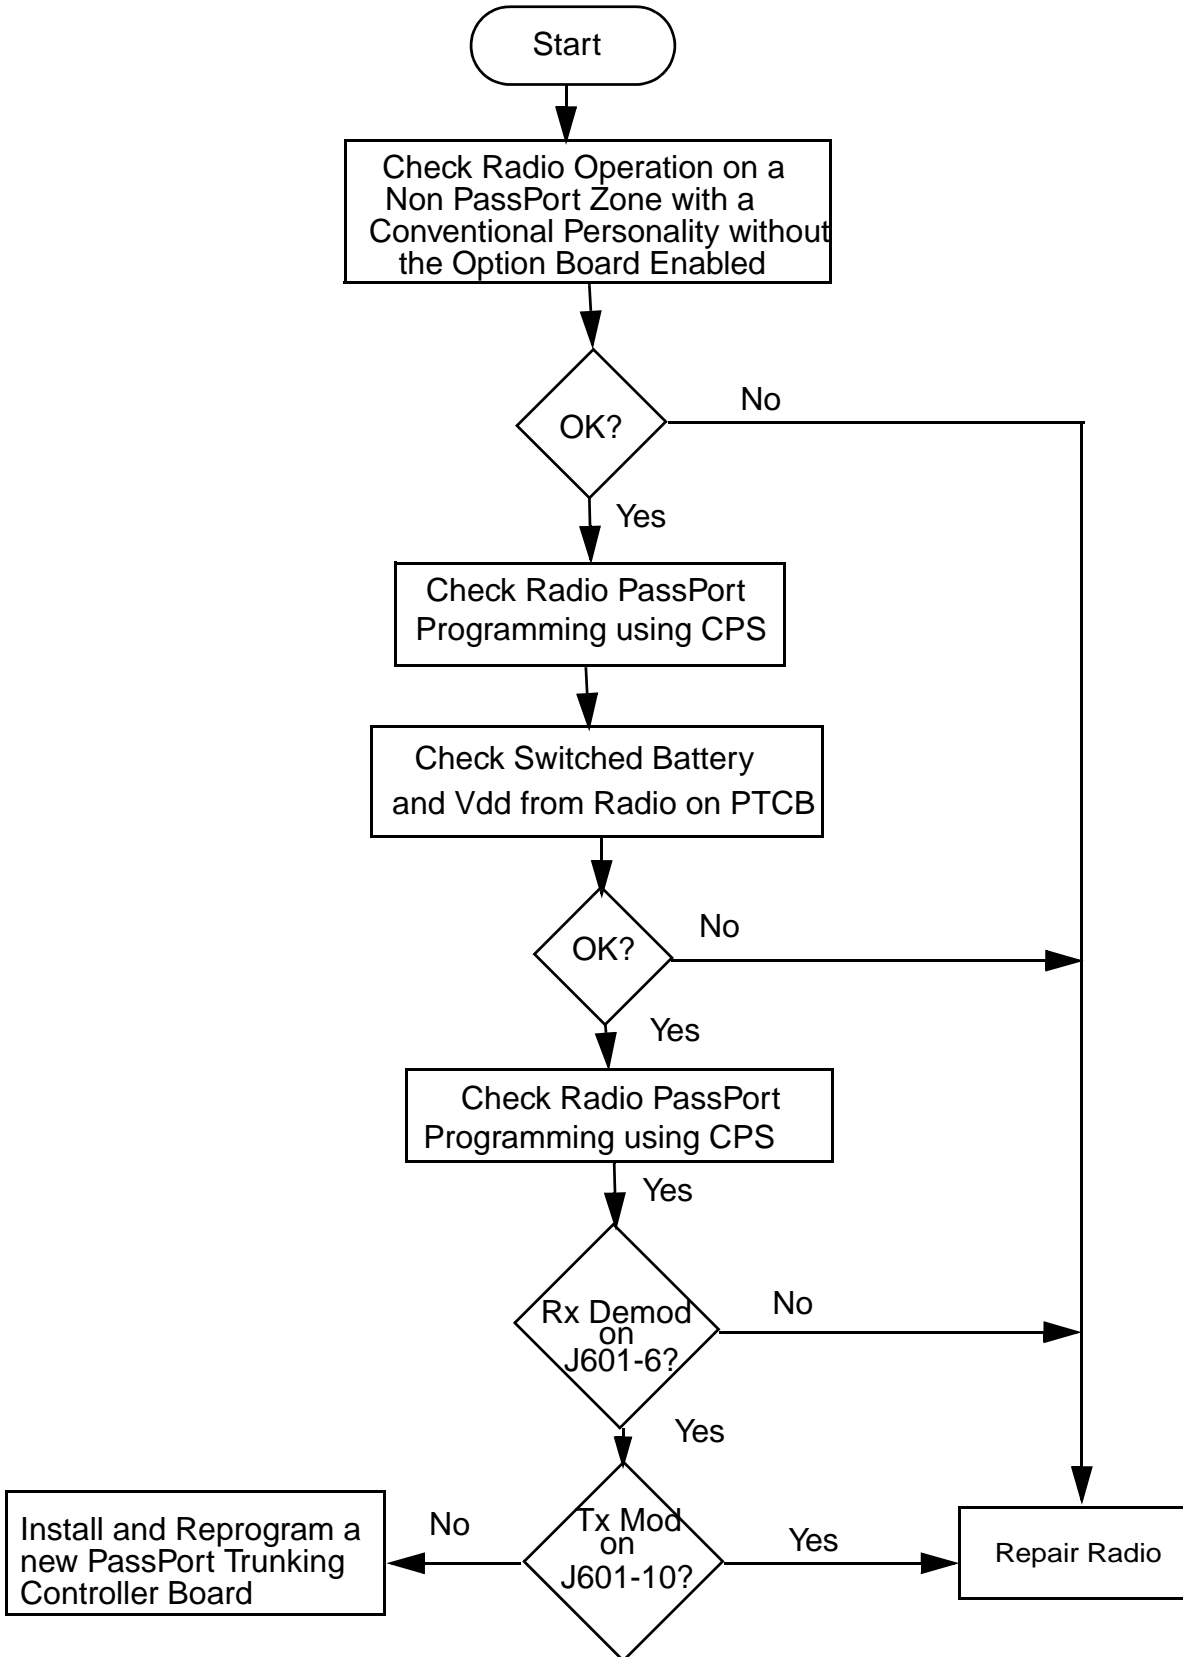 Start
Check Radio Operation on a
Non PassPort Zone with a
Conventional Personality without
the Option Board Enabled
OK?
No
Yes
Check Radio PassPort
Programming using CPS
Check Switched Battery
and Vdd from Radio on PTCB
OK?
No
Yes
Check Radio PassPort
Programming using CPS
Yes
Rx Demod
on
J601-6?
No
Yes
Install and Reprogram a
new PassPort Trunking
Controller Board
No
Tx Mod
on
J601-10?
Yes
Repair Radio